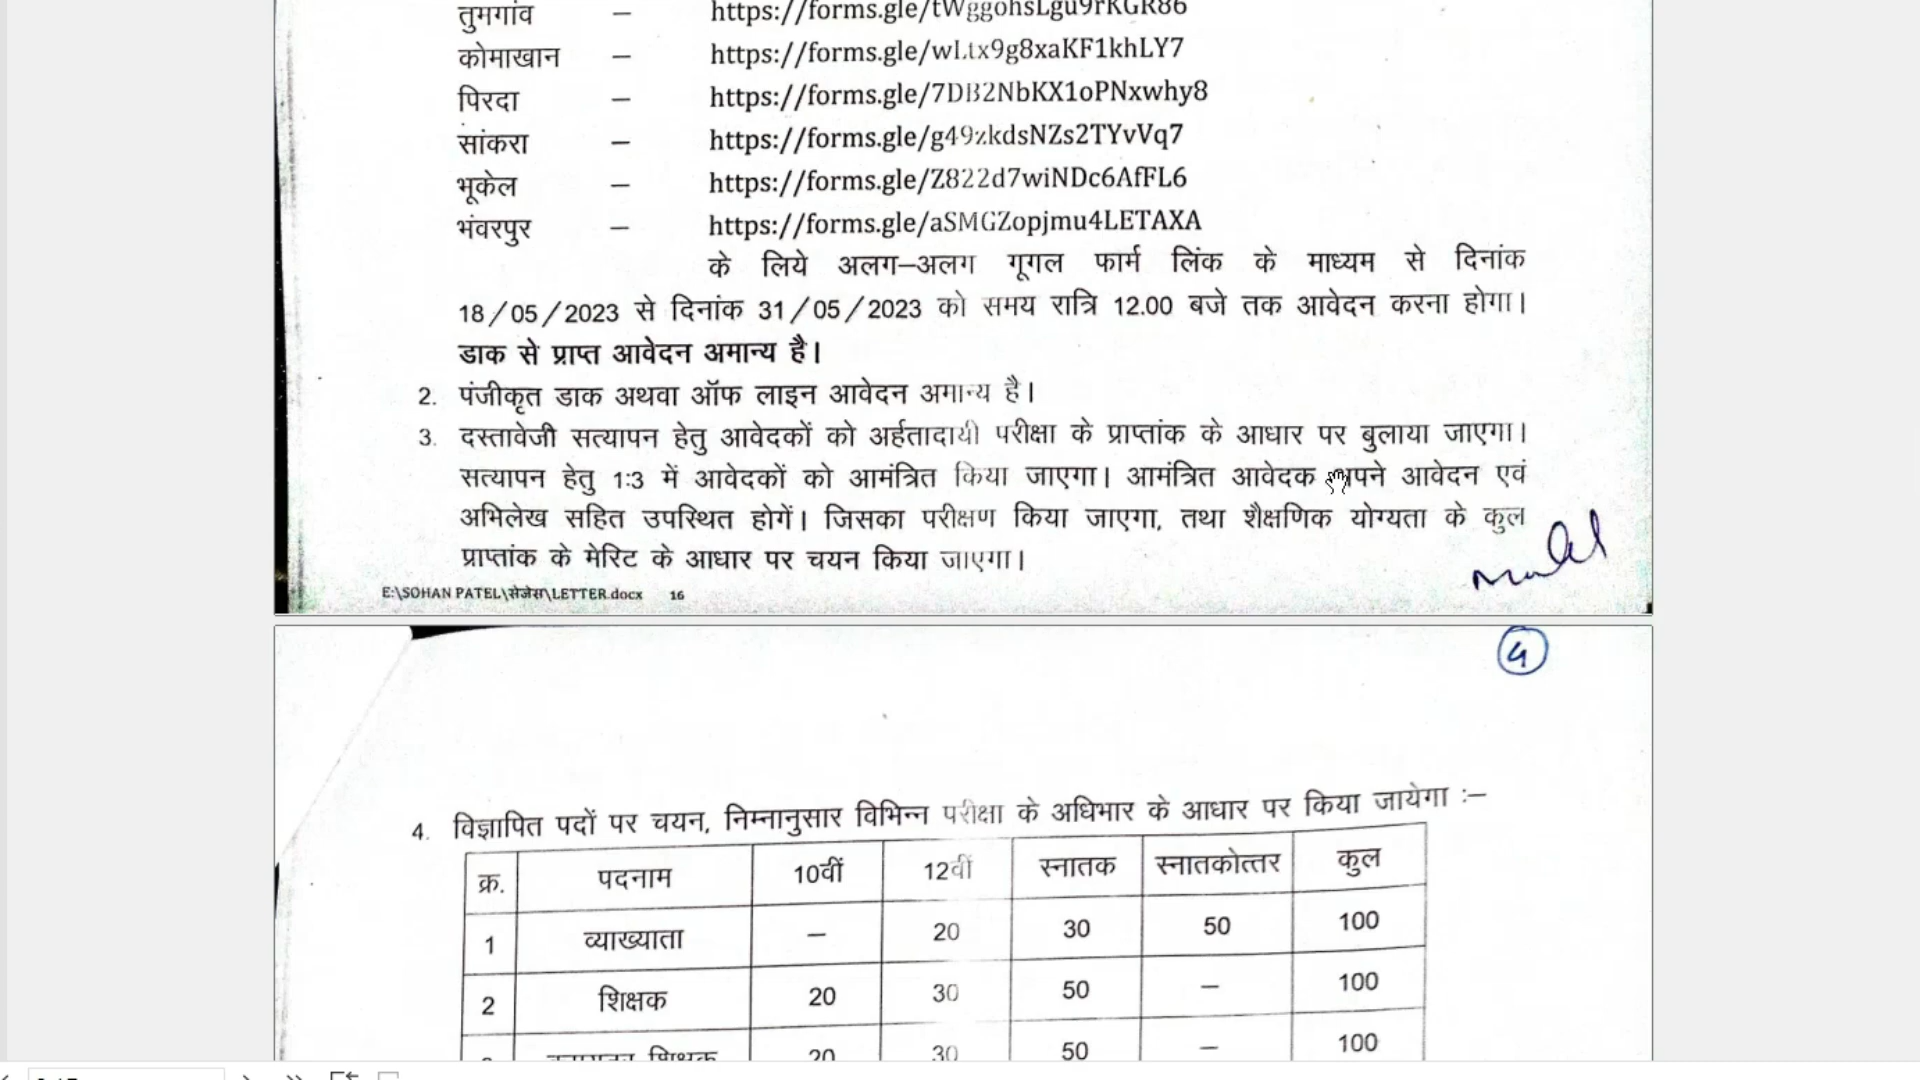 तुमगांव – https://forms.gle/tWggohsLgu9rKGR86
कोमाखान – https://forms.gle/wLtx9g8xaKF1khLY7
पिरदा – https://forms.gle/7DB2NbKX1oPNxwhy8
सांकरा – https://forms.gle/g49zkdsNZs2TYvVq7
भूकेल – https://forms.gle/Z822d7wiNDc6AfFL6
भंवरपुर – https://forms.gle/aSMGZopjmu4LETAXA
के लिये अलग–अलग गूगल फार्म लिंक के माध्यम से दिनांक
18/05/2023 से दिनांक 31/05/2023 को समय रात्रि 12.00 बजे तक आवेदन करना होगा।
डाक से प्राप्त आवेदन अमान्य है।
2. पंजीकृत डाक अथवा ऑफ लाइन आवेदन अमान्य है।
3. दस्तावेजी सत्यापन हेतु आवेदकों को अर्हतादायी परीक्षा के प्राप्तांक के आधार पर बुलाया जाएगा।
सत्यापन हेतु 1:3 में आवेदकों को आमंत्रित किया जाएगा। आमंत्रित आवेदक अपने आवेदन एवं
अभिलेख सहित उपस्थित होगें। जिसका परीक्षण किया जाएगा, तथा शैक्षणिक योग्यता के कुल
प्राप्तांक के मेरिट के आधार पर चयन किया जाएगा।
E:\SOHAN PATEL\सेजेस\LETTER.docx 16
4
4. विज्ञापित पदों पर चयन, निम्नानुसार विभिन्न परीक्षा के अधिभार के आधार पर किया जायेगा :–
क्र. पदनाम 10वीं 12वीं स्नातक स्नातकोत्तर कुल
1 व्याख्याता – 20 30 50 100
2 शिक्षक 20 30 50 – 100
शिक्षक 20 30 50 – 100